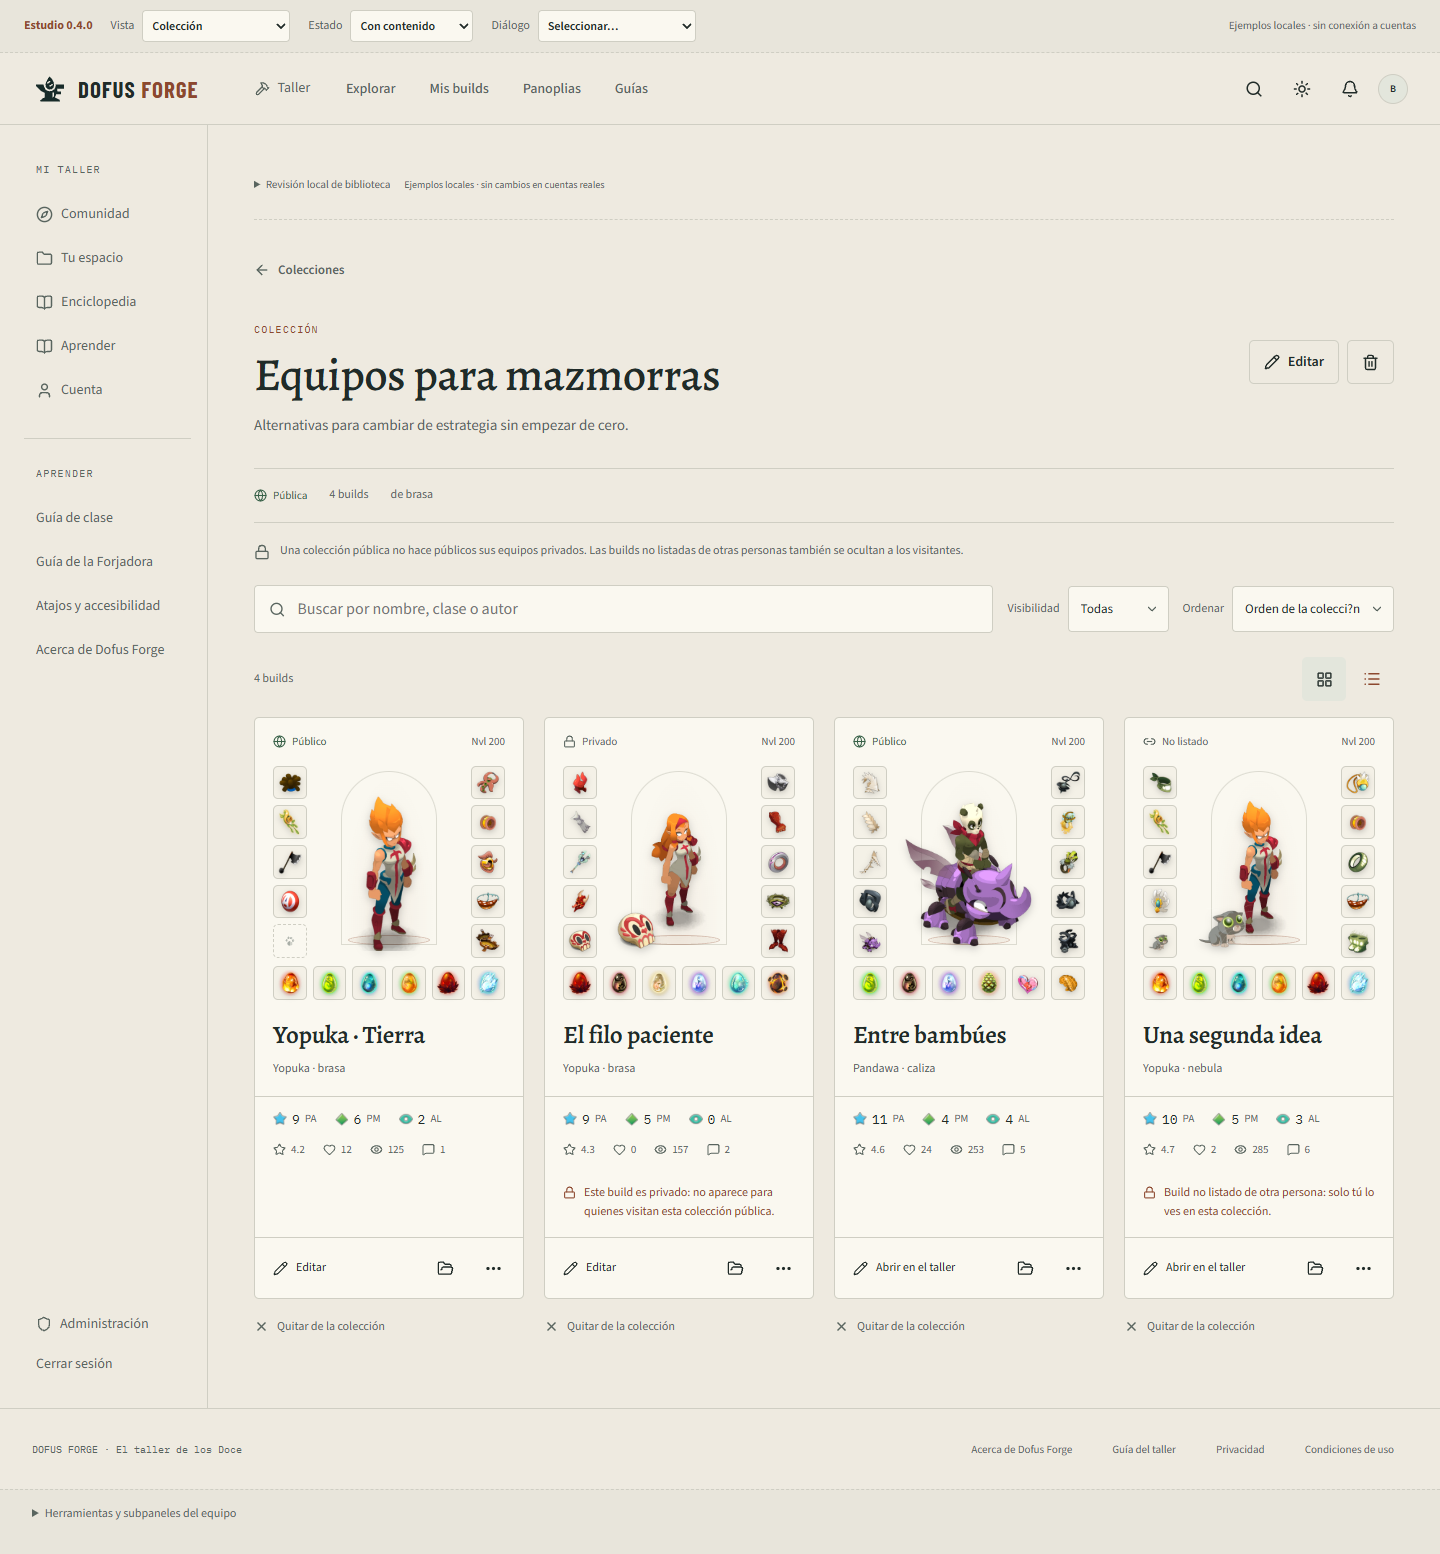 Estudio 0.4.0 Vista Colección Estado Con contenido Diálogo Seleccionar... Ejemplos locales · sin conexión a cuentas
DOFUS FORGE Taller Explorar Mis builds Panoplias Guías B
MI TALLER
Comunidad
Tu espacio
Enciclopedia
Aprender
Cuenta
APRENDER
Guía de clase
Guía de la Forjadora
Atajos y accesibilidad
Acerca de Dofus Forge
Administración
Cerrar sesión
Revisión local de biblioteca Ejemplos locales · sin cambios en cuentas reales
Colecciones
COLECCIÓN
Equipos para mazmorras
Editar
Alternativas para cambiar de estrategia sin empezar de cero.
Pública 4 builds de brasa
Una colección pública no hace públicos sus equipos privados. Las builds no listadas de otras personas también se ocultan a los visitantes.
Buscar por nombre, clase o autor Visibilidad Todas Ordenar Orden de la colecci?n
4 builds
Público Nvl 200
Yopuka · Tierra
Yopuka · brasa
9 PA 6 PM 2 AL
4.2 12 125 1
Editar
Quitar de la colección
Privado Nvl 200
El filo paciente
Yopuka · brasa
9 PA 5 PM 0 AL
4.3 0 157 2
Este build es privado: no aparece para
quienes visitan esta colección pública.
Editar
Quitar de la colección
Público Nvl 200
Entre bambúes
Pandawa · caliza
11 PA 4 PM 4 AL
4.6 24 253 5
Abrir en el taller
Quitar de la colección
No listado Nvl 200
Una segunda idea
Yopuka · nebula
10 PA 5 PM 3 AL
4.7 2 285 6
Build no listado de otra persona: solo tú lo
ves en esta colección.
Abrir en el taller
Quitar de la colección
DOFUS FORGE · El taller de los Doce Acerca de Dofus Forge Guía del taller Privacidad Condiciones de uso
Herramientas y subpaneles del equipo